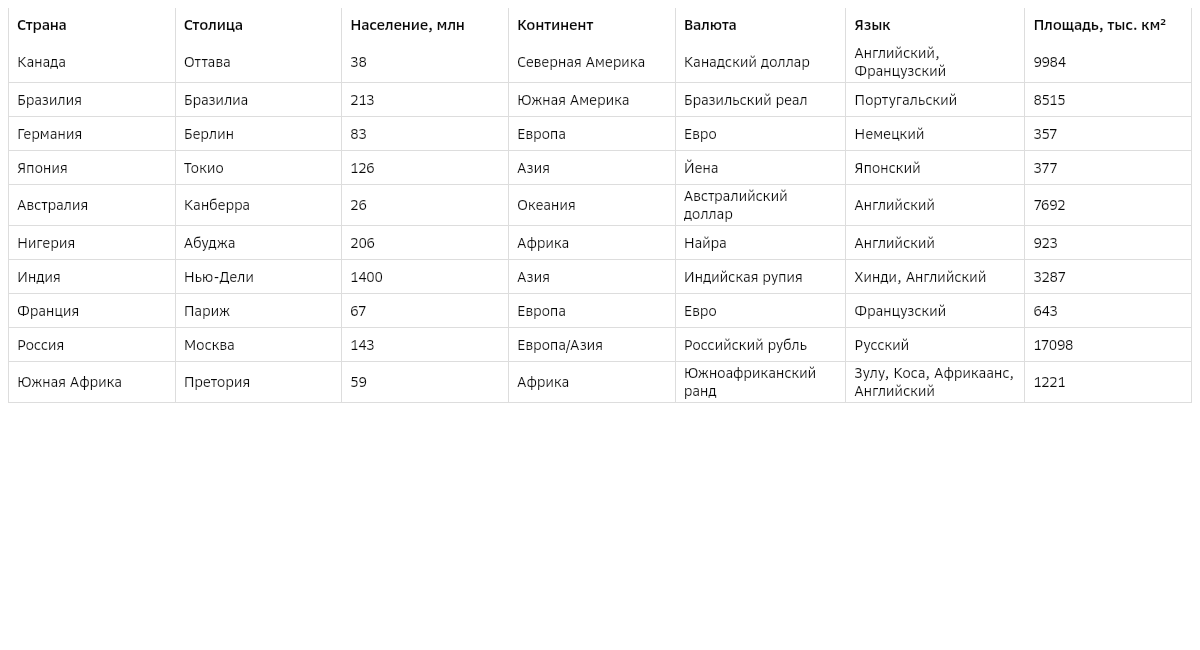 Страна Столица Население, млн Континент Валюта Язык Площадь, тыс. км²
Канада Оттава 38 Северная Америка Канадский доллар Английский, Французский 9984
Бразилия Бразилиа 213 Южная Америка Бразильский реал Португальский 8515
Германия Берлин 83 Европа Евро Немецкий 357
Япония Токио 126 Азия Йена Японский 377
Австралия Канберра 26 Океания Австралийский доллар Английский 7692
Нигерия Абуджа 206 Африка Найра Английский 923
Индия Нью-Дели 1400 Азия Индийская рупия Хинди, Английский 3287
Франция Париж 67 Европа Евро Французский 643
Россия Москва 143 Европа/Азия Российский рубль Русский 17098
Южная Африка Претория 59 Африка Южноафриканский ранд Зулу, Коса, Африкаанс, Английский 1221